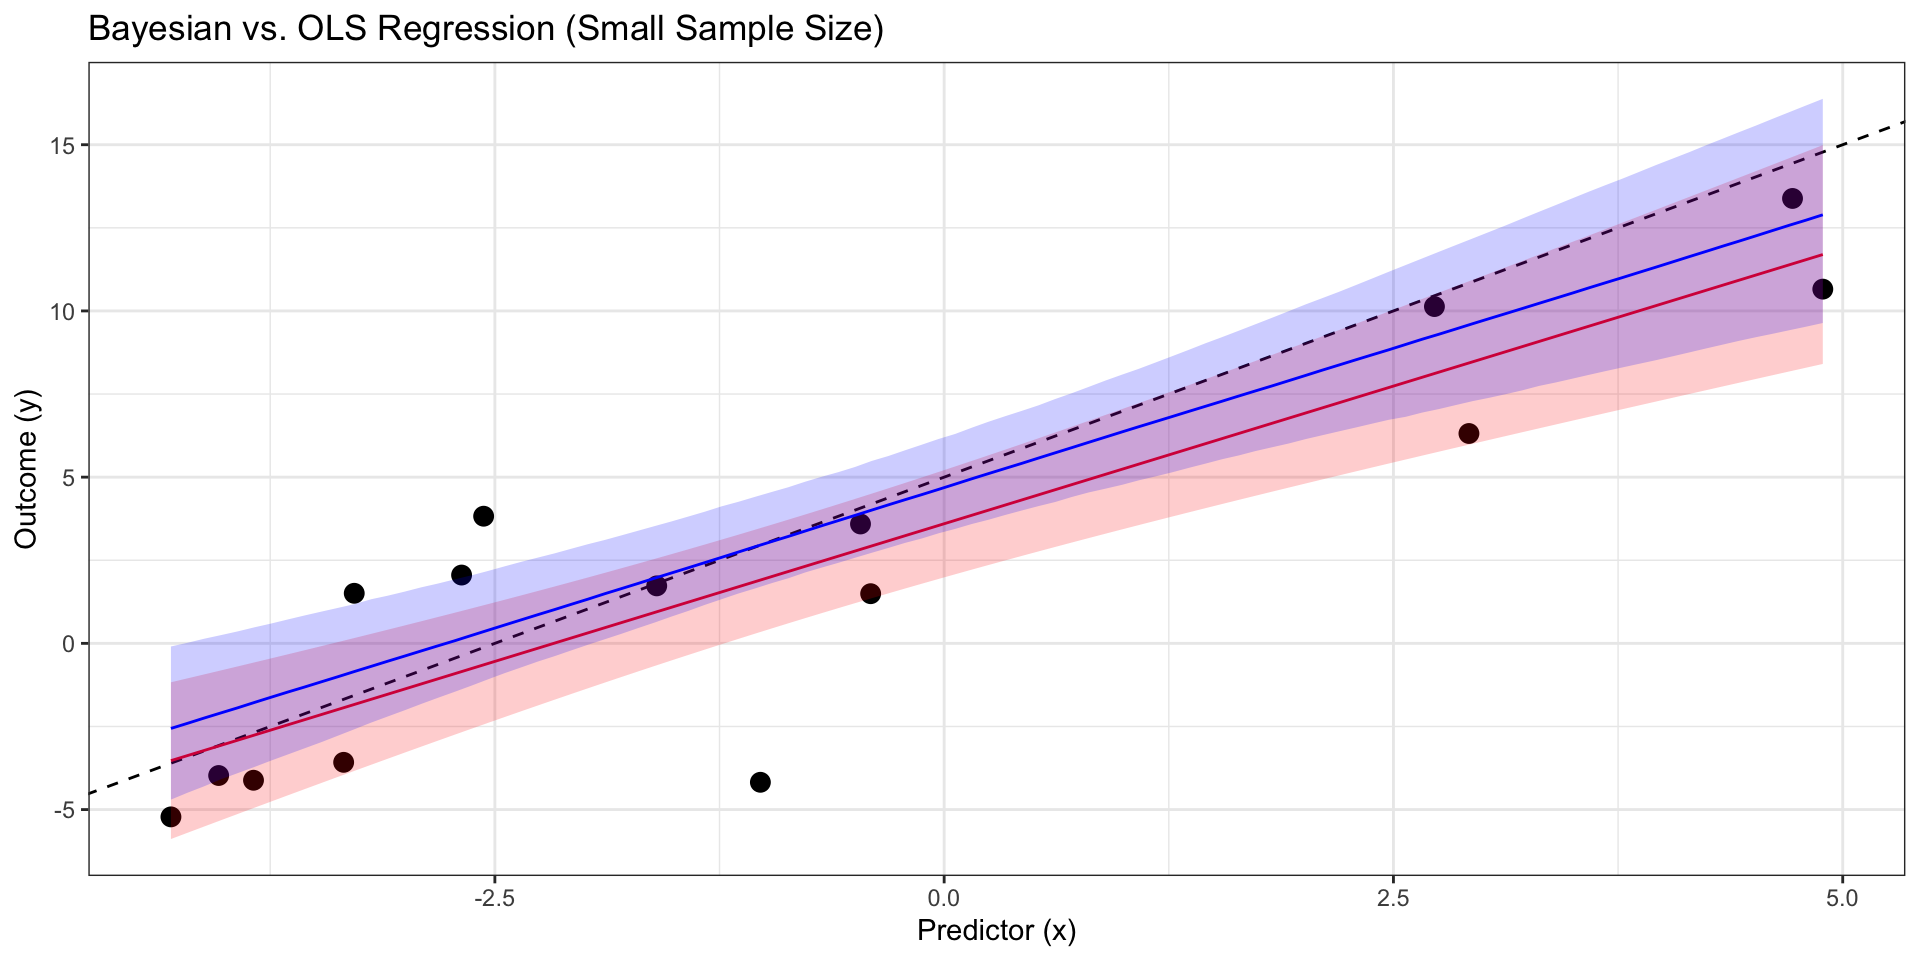 Bayesian vs. OLS Regression (Small Sample Size)
15
10
5
0
-5
Outcome (y)
-2.5 0.0 2.5 5.0
Predictor (x)